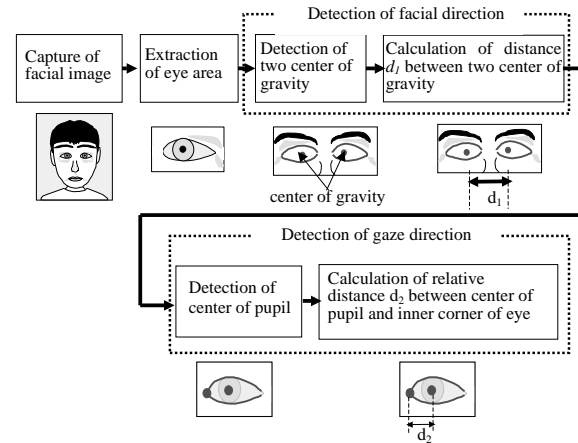 Detection of facial direction
Capture of
facial image
Extraction
of eye area
Detection of
two center of
gravity
Calculation of distance
d1 between two center of
gravity
center of gravity
d1
Detection of gaze direction
Detection of
center of pupil
Calculation of relative
distance d2 between center of
pupil and inner corner of eye
d2